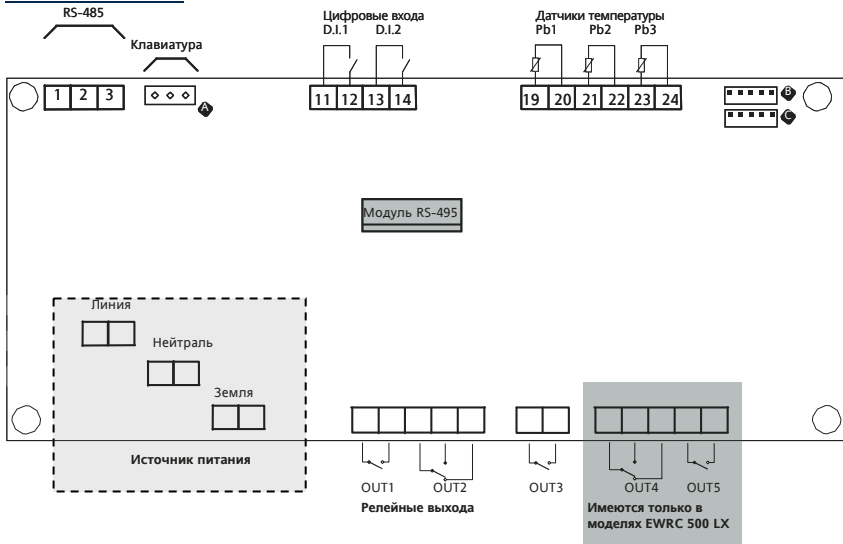 RS-485
Клавиатура
Цифровые входа
D.I.1 D.I.2
Датчики температуры
Pb1 Pb2 Pb3
1 2 3
A
11 12 13 14
19 20 21 22 23 24
B
C
Модуль RS-495
Линия
Нейтраль
Земля
Источник питания
OUT1 OUT2 OUT3 OUT4 OUT5
Релейные выхода
Имеются только в
моделях EWRC 500 LX